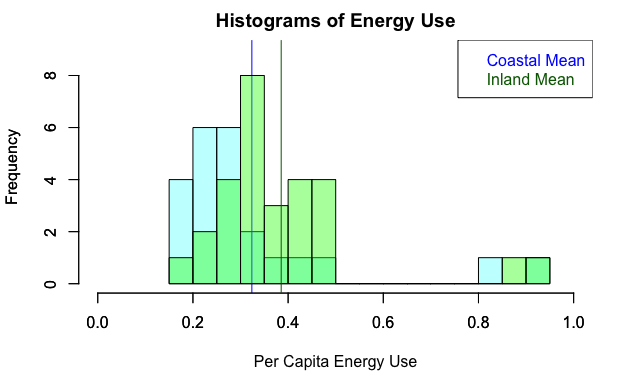 Histograms of Energy Use
Coastal Mean
Inland Mean
Frequency
8
6
4
2
0
0.0 0.2 0.4 0.6 0.8 1.0
Per Capita Energy Use